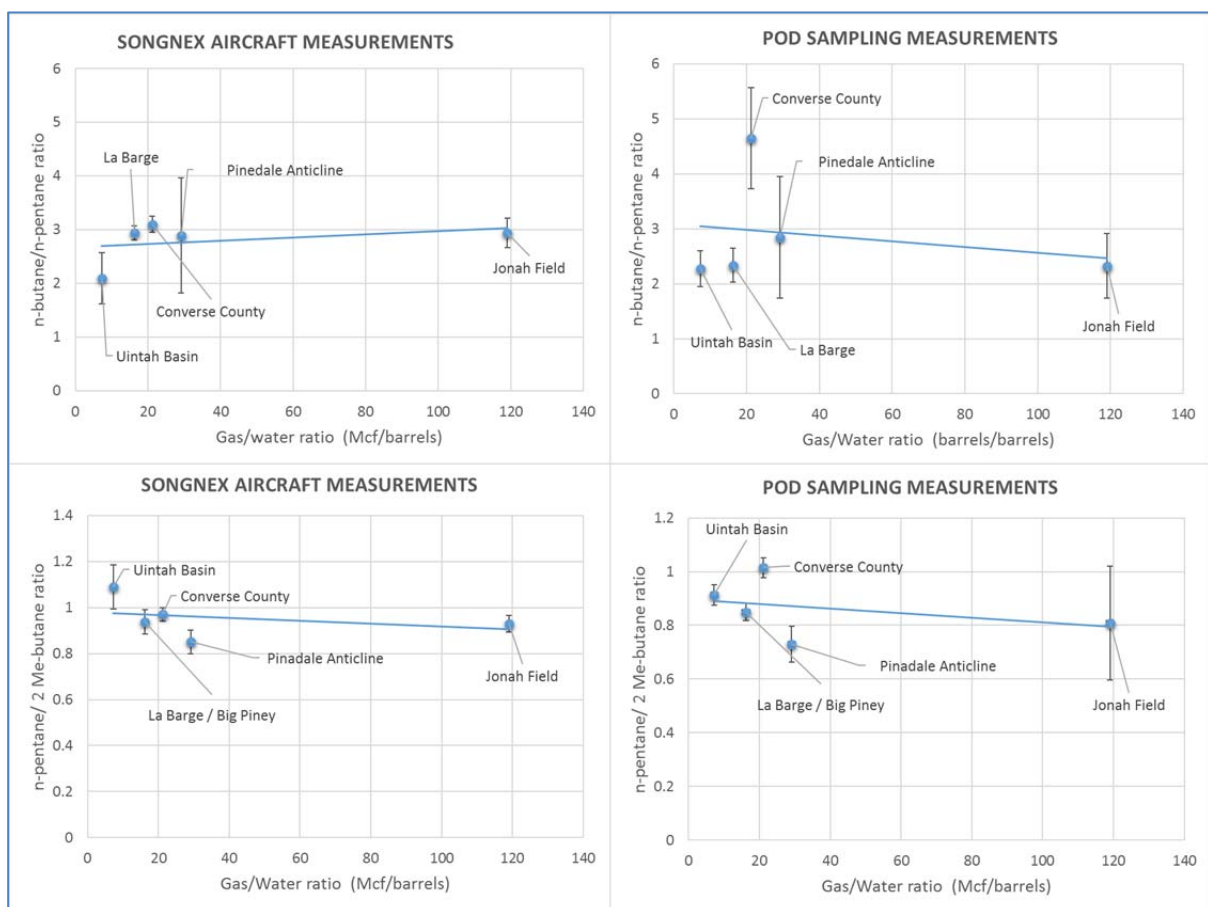 SONGNEX AIRCRAFT MEASUREMENTS
n-butane/n-pentane ratio
6
5
4
3
2
1
0
La Barge
Pinedale Anticline
Converse County
Jonah Field
Uintah Basin
0 20 40 60 80 100 120 140
Gas/water ratio (Mcf/barrels)
POD SAMPLING MEASUREMENTS
n-butane/n-pentane ratio
6
5
4
3
2
1
0
Converse County
Pinedale Anticline
Jonah Field
Uintah Basin
La Barge
0 20 40 60 80 100 120 140
Gas/Water ratio (barrels/barrels)
SONGNEX AIRCRAFT MEASUREMENTS
n-pentane/ 2 Me-butane ratio
1.4
1.2
1
0.8
0.6
0.4
0.2
0
Uintah Basin
Converse County
Pinadale Anticline
Jonah Field
La Barge / Big Piney
0 20 40 60 80 100 120 140
Gas/Water ratio (Mcf/barrels)
POD SAMPLING MEASUREMENTS
n-pentane/ 2 Me-butane ratio
1.2
1
0.8
0.6
0.4
0.2
0
Uintah Basin
Converse County
Pinadale Anticline
La Barge / Big Piney
Jonah Field
0 20 40 60 80 100 120 140
Gas/Water ratio (Mcf/barrels)